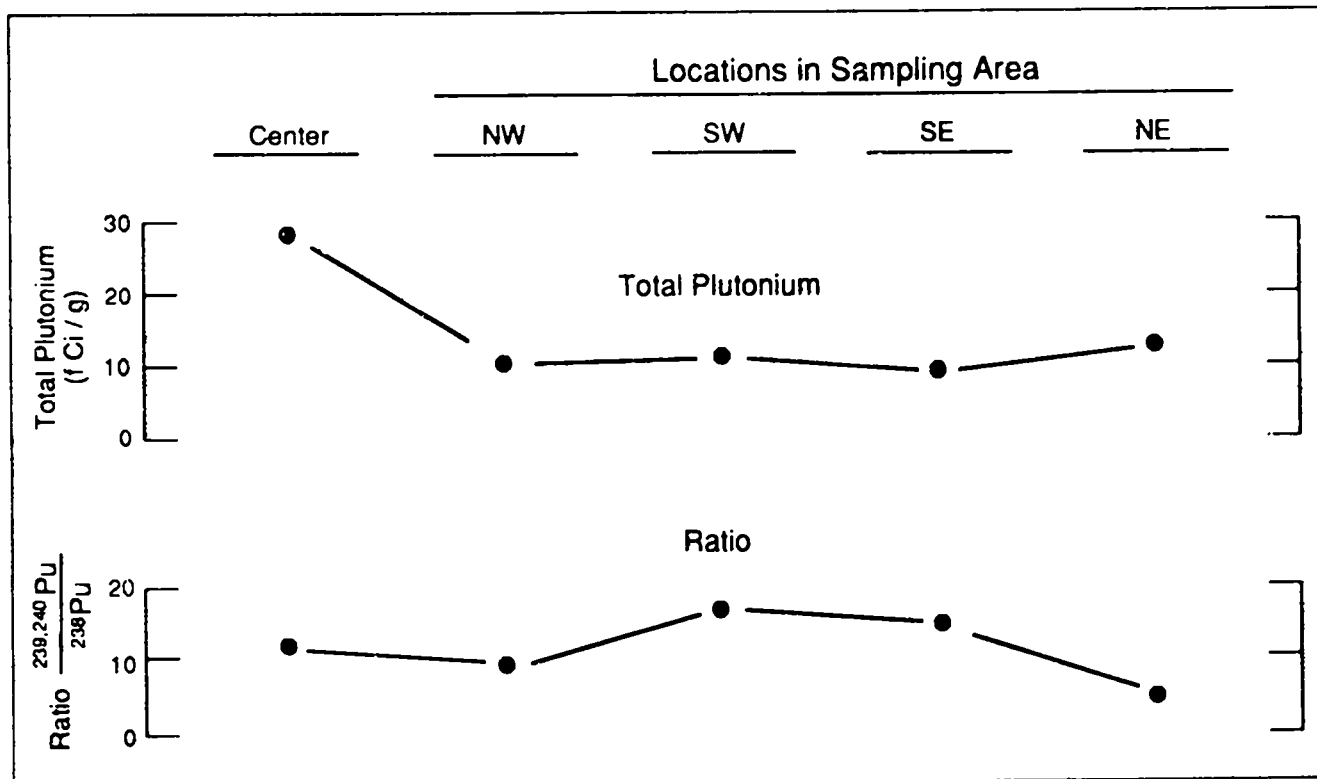 Locations in Sampling Area
Center NW SW SE NE
Total Plutonium
(f Ci / g)
30
20
10
0
Total Plutonium
Ratio
Ratio 239.240Pu
238Pu
20
10
0